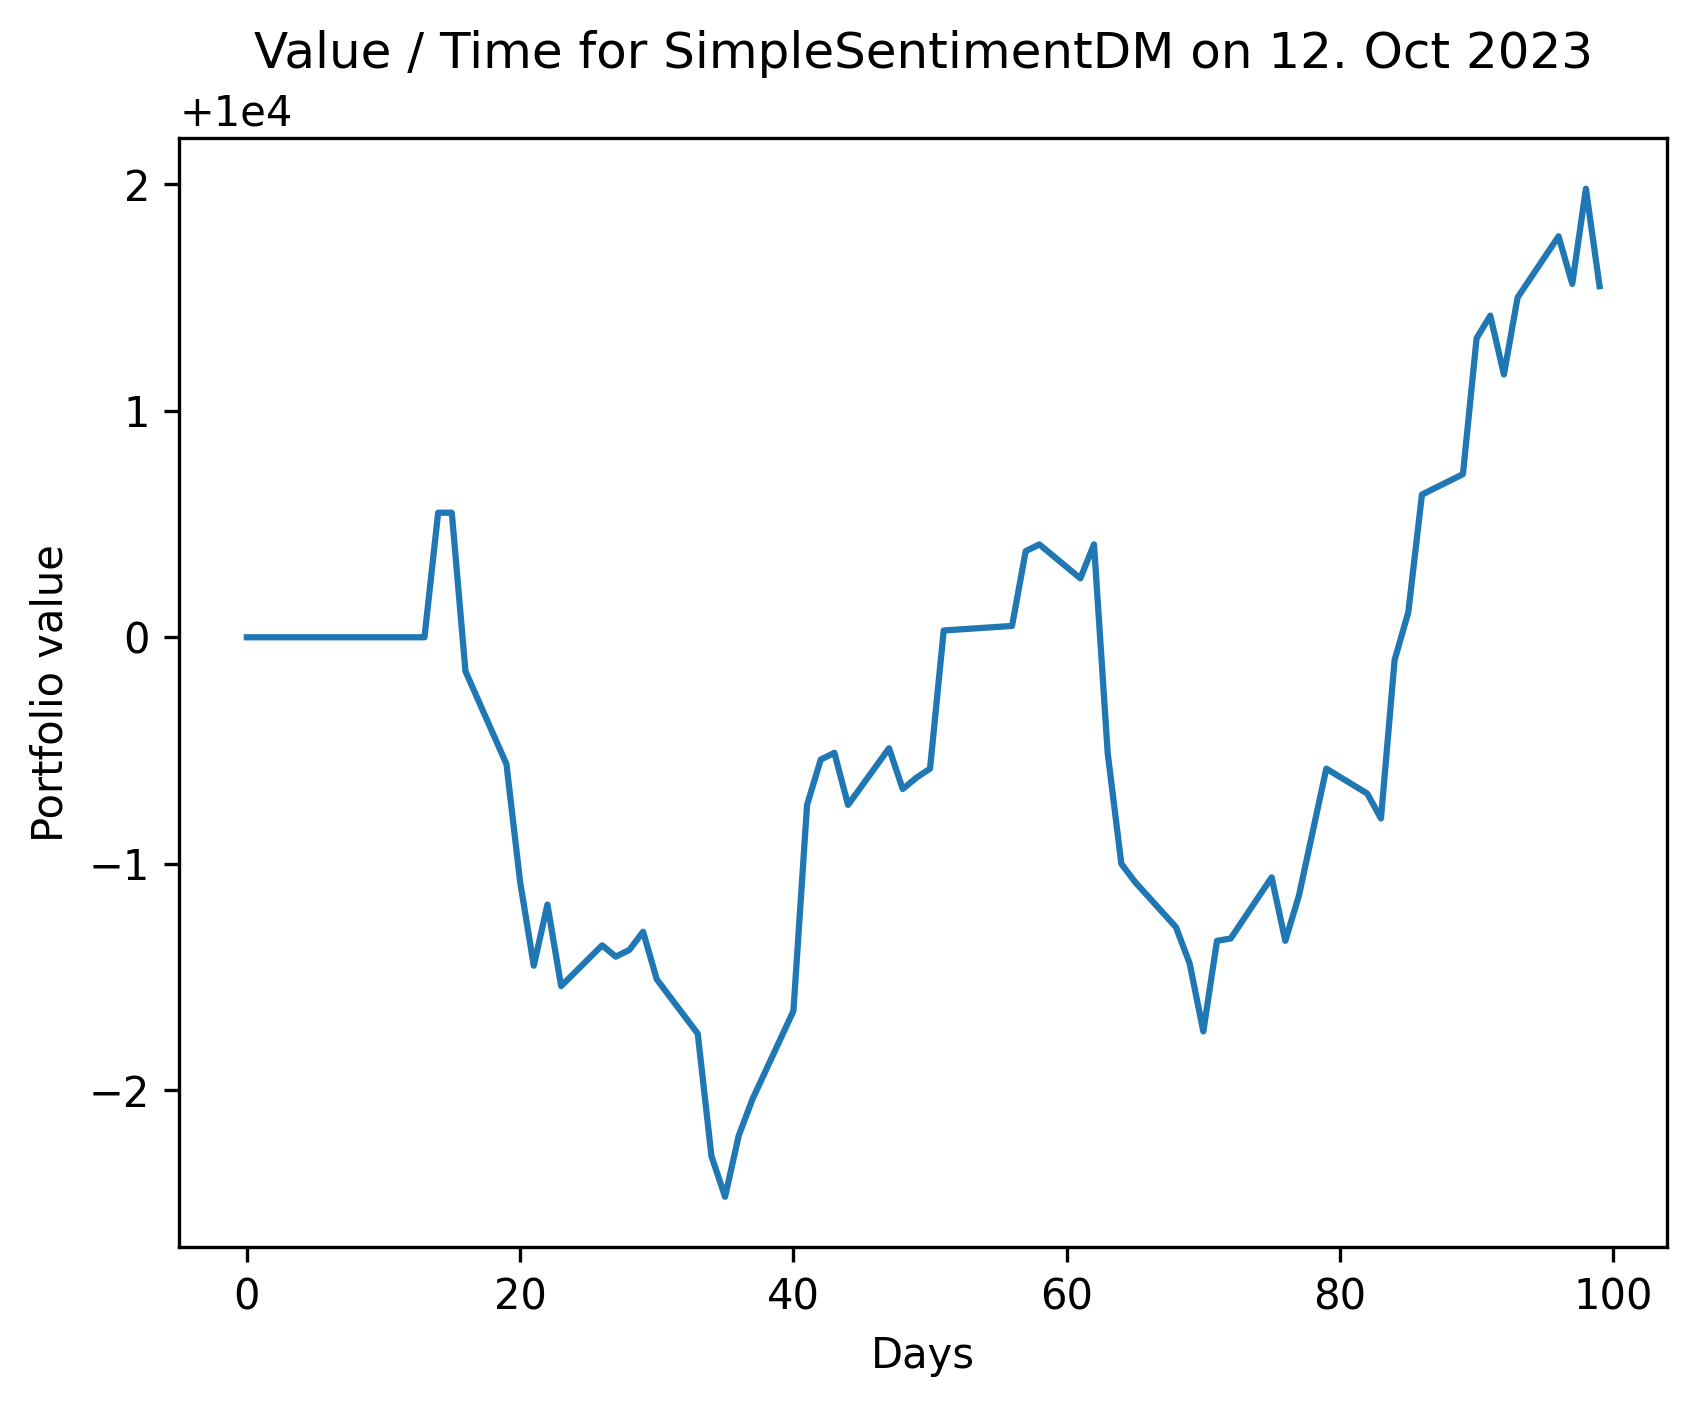 Value / Time for SimpleSentimentDM on 12. Oct 2023
+1e4
2
1
0
−1
−2
Portfolio value
0 20 40 60 80 100
Days